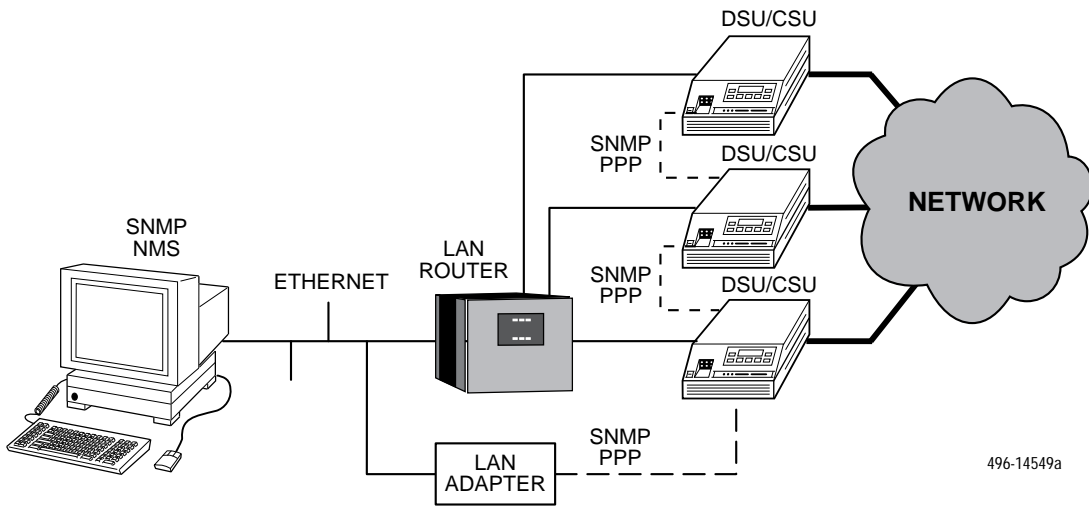 DSU/CSU
SNMP
PPP
DSU/CSU
NETWORK
SNMP
NMS
LAN
ROUTER
ETHERNET
SNMP
PPP
DSU/CSU
SNMP
PPP
LAN
ADAPTER
496-14549a